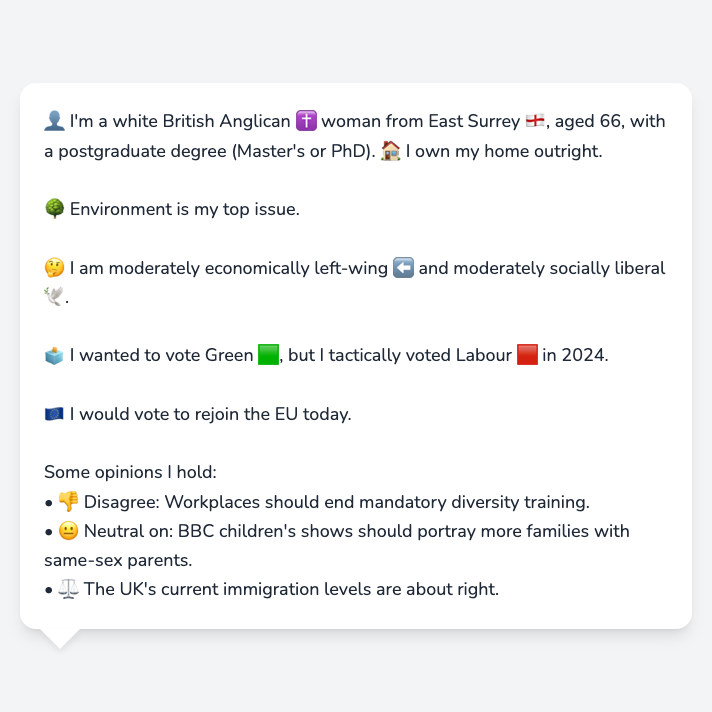 👤 I'm a white British Anglican ✝️ woman from East Surrey 🏴󠁧󠁢󠁥󠁮󠁧󠁿, aged 66, with
a postgraduate degree (Master's or PhD). 🏠 I own my home outright.
🌳 Environment is my top issue.
🤔 I am moderately economically left-wing ⬅️ and moderately socially liberal
🕊️.
🗳️ I wanted to vote Green 🟩, but I tactically voted Labour 🟥 in 2024.
🇪🇺 I would vote to rejoin the EU today.
Some opinions I hold:
• 👎 Disagree: Workplaces should end mandatory diversity training.
• 😐 Neutral on: BBC children's shows should portray more families with
same-sex parents.
• ⚖️ The UK's current immigration levels are about right.